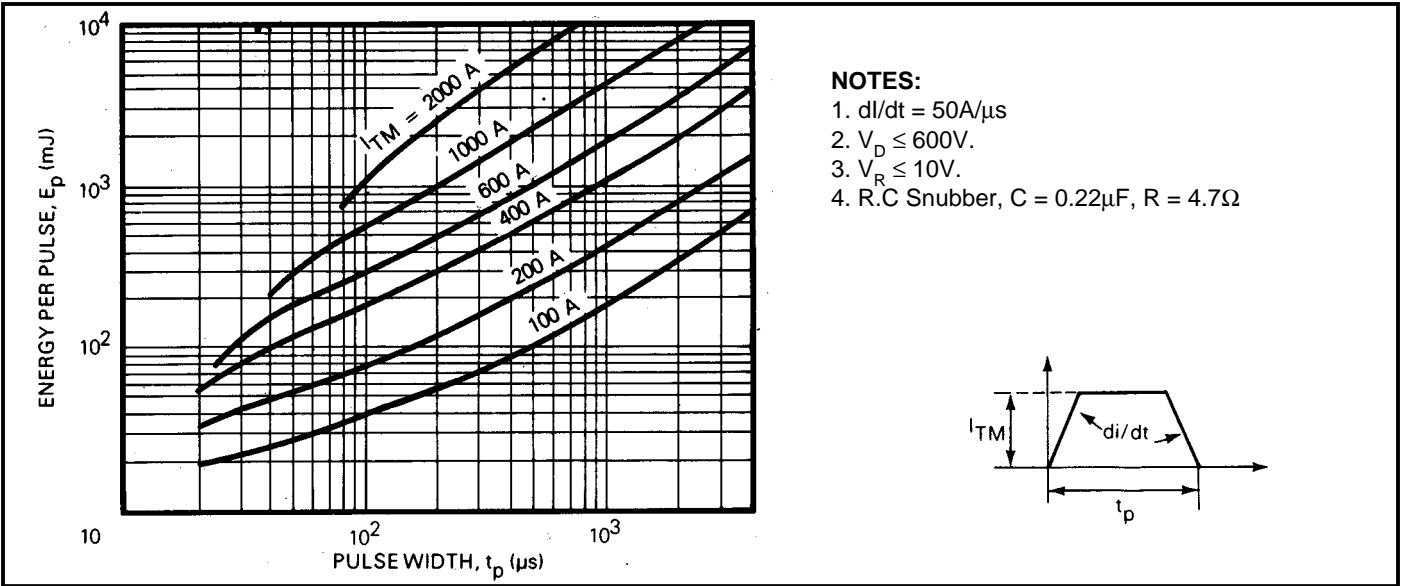 10⁴
10³
10²
10
ENERGY PER PULSE, Eₚ (mJ)
I_TM = 2000 A
1000 A
600 A
400 A
200 A
100 A
10²
10³
PULSE WIDTH, tₚ (µs)
NOTES:
1. dI/dt = 50A/µs
2. V_D ≤ 600V.
3. V_R ≤ 10V.
4. R.C Snubber, C = 0.22µF, R = 4.7Ω
I_TM
di/dt
tₚ